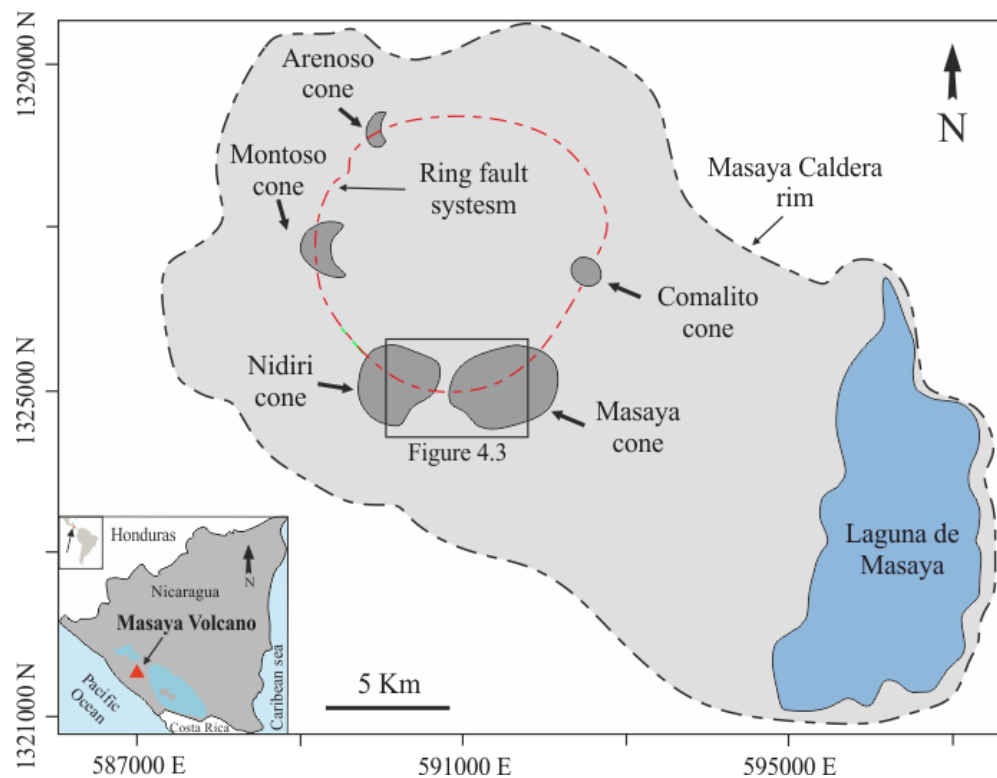 1329000 N
1325000 N
1321000 N
Arenoso
cone
Montoso
cone
Ring fault
systesm
Masaya Caldera
rim
N
Comalito
cone
Nidiri
cone
Masaya
cone
Figure 4.3
Laguna de
Masaya
Honduras
N
Nicaragua
Masaya Volcano
Pacific
Ocean
Caribean sea
Costa Rica
5 Km
587000 E
591000 E
595000 E